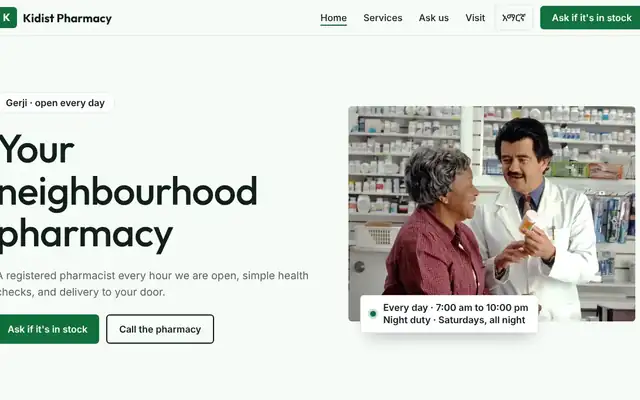 K Kidist Pharmacy
Home Services Ask us Visit አማርኛ Ask if it's in stock
Gerji · open every day
Your
neighbourhood
pharmacy
A registered pharmacist every hour we are open, simple health
checks, and delivery to your door.
Ask if it's in stock Call the pharmacy
Every day · 7:00 am to 10:00 pm
Night duty · Saturdays, all night